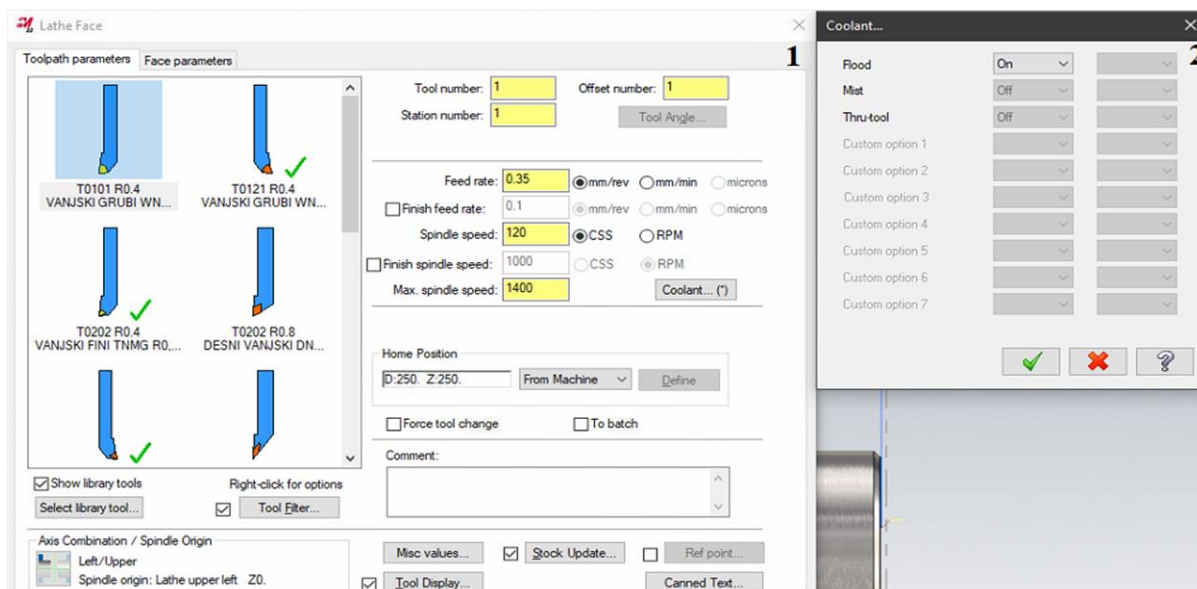 Lathe Face
1
Toolpath parameters Face parameters
T0101 R0.4
VANJSKI GRUBI WN...
T0121 R0.4
VANJSKI GRUBI WN...
T0202 R0.4
VANJSKI FINI TNMG R0,...
T0202 R0.8
DESNI VANJSKI DN...
Show library tools
Right-click for options
Select library tool...
Tool Filter...
Axis Combination / Spindle Origin
Left/Upper
Spindle origin: Lathe upper left Z0.
Tool number: 1 Offset number: 1
Station number: 1 Tool Angle...
Feed rate: 0.35 mm/rev mm/min microns
Finish feed rate: 0.1 mm/rev mm/min microns
Spindle speed: 120 CSS RPM
Finish spindle speed: 1000 CSS RPM
Max. spindle speed: 1400 Coolant... (*)
Home Position
D:250. Z:250. From Machine Define
Force tool change To batch
Comment:
Misc values... Stock Update... Ref point...
Tool Display... Canned Text...
Coolant...
2
Flood On
Mist Off
Thru-tool Off
Custom option 1
Custom option 2
Custom option 3
Custom option 4
Custom option 5
Custom option 6
Custom option 7